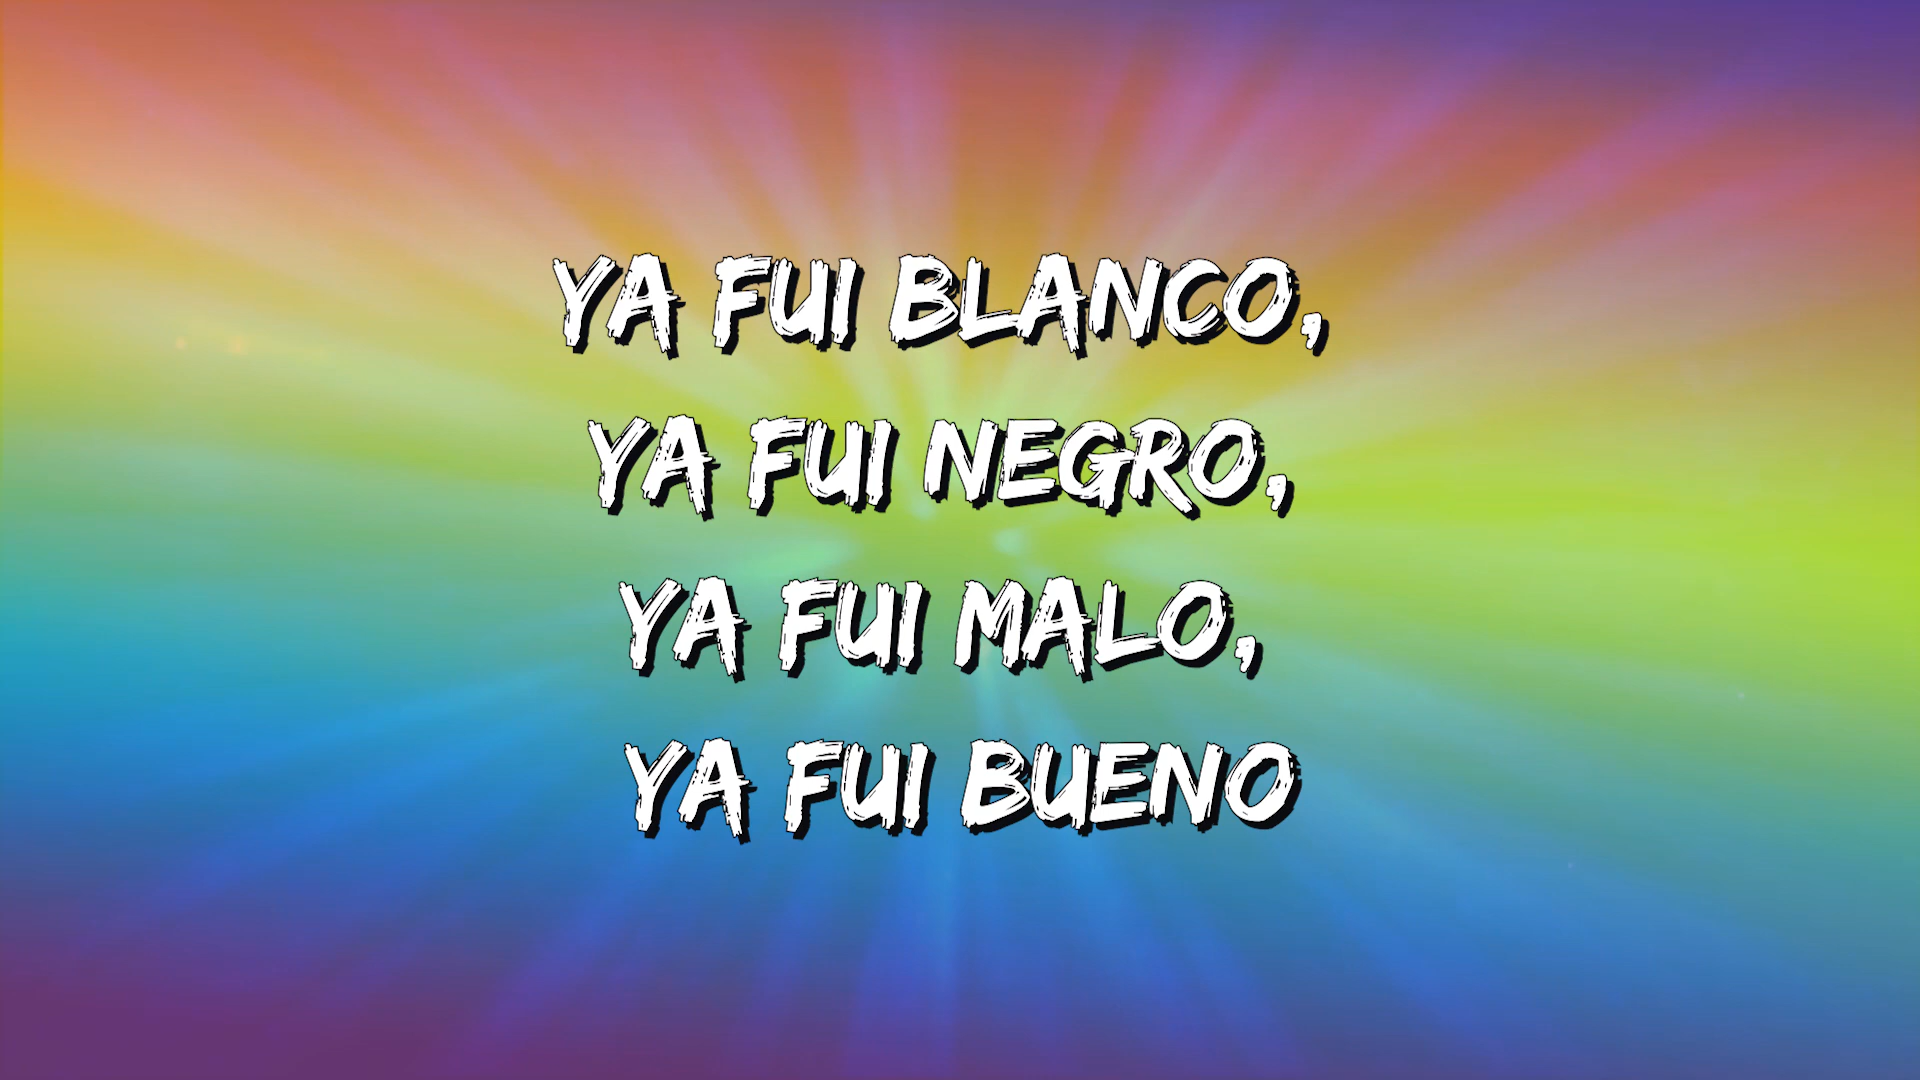 YA FUI BLANCO,
YA FUI NEGRO,
YA FUI MALO,
YA FUI BUENO